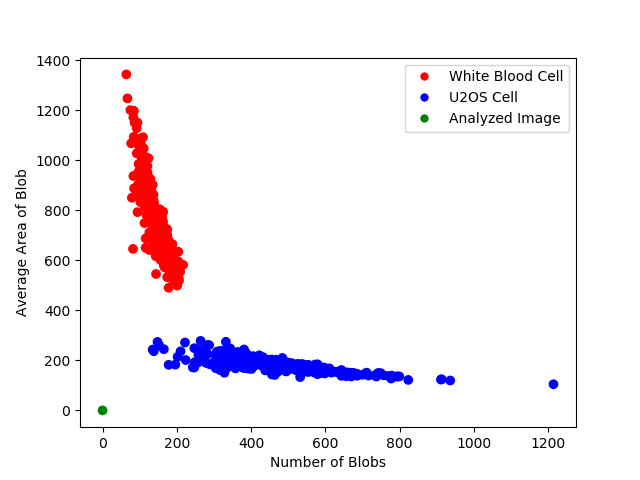 1400
1200
1000
800
600
400
200
0
Average Area of Blob
White Blood Cell
U2OS Cell
Analyzed Image
0 200 400 600 800 1000 1200
Number of Blobs